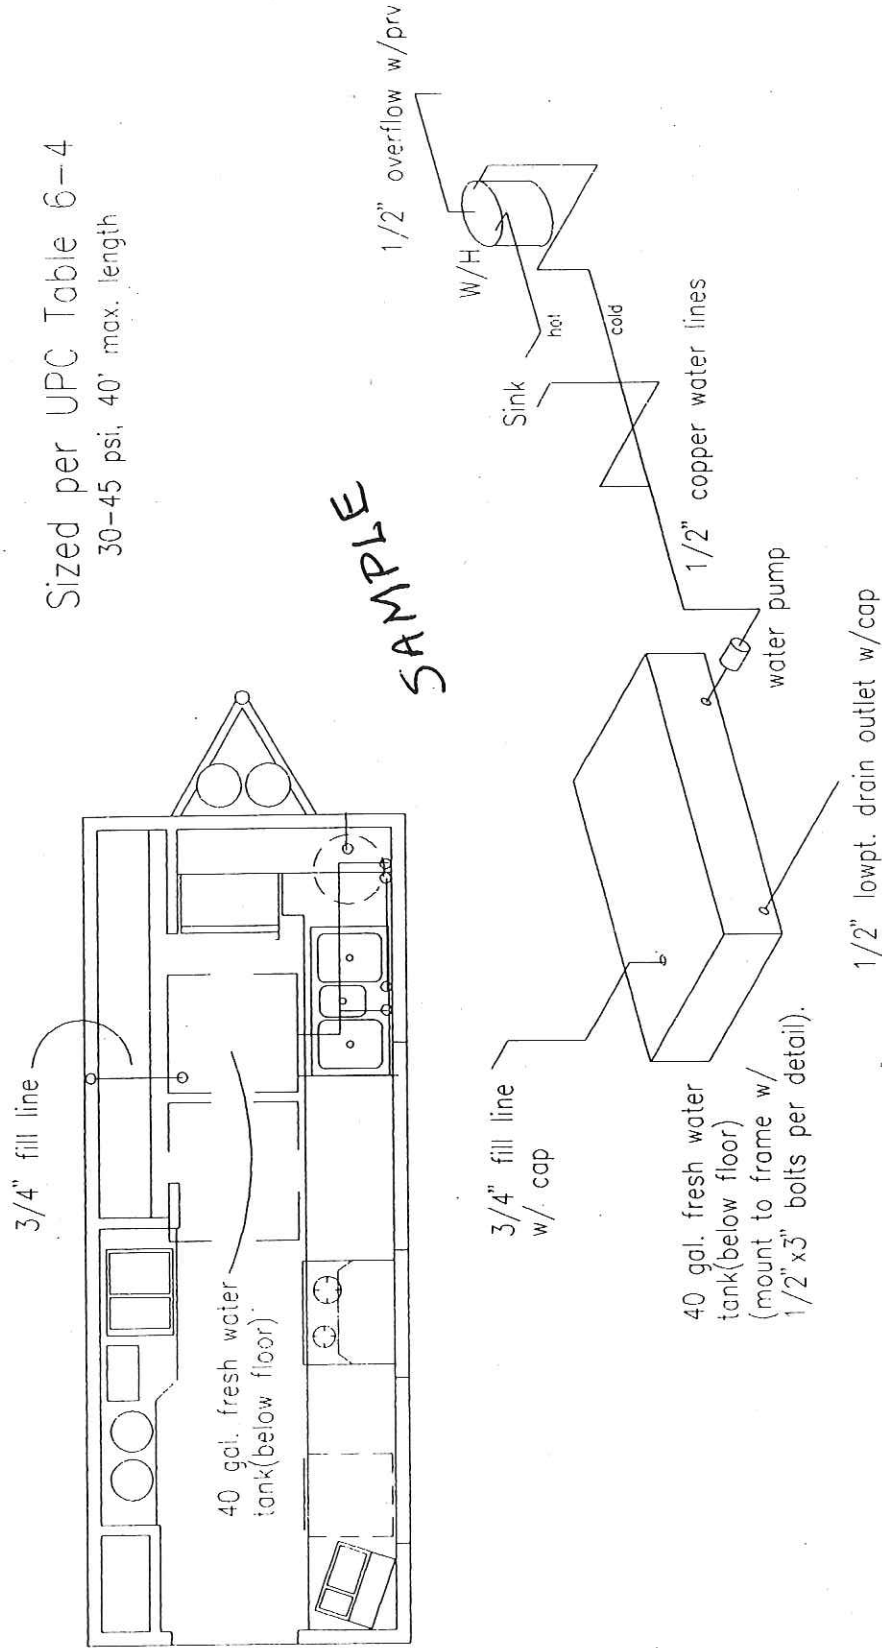 Sized per UPC Table 6-4
30-45 psi, 40' max. length
3/4" fill line
40 gal. fresh water
tank(below floor)
SAMPLE
1/2" overflow w/prv
W/H
hot
Sink
cold
1/2" copper water lines
water pump
3/4" fill line
w/ cap
40 gal. fresh water
tank(below floor)
(mount to frame w/
1/2"x3" bolts per detail).
1/2" lowpt. drain outlet w/cap